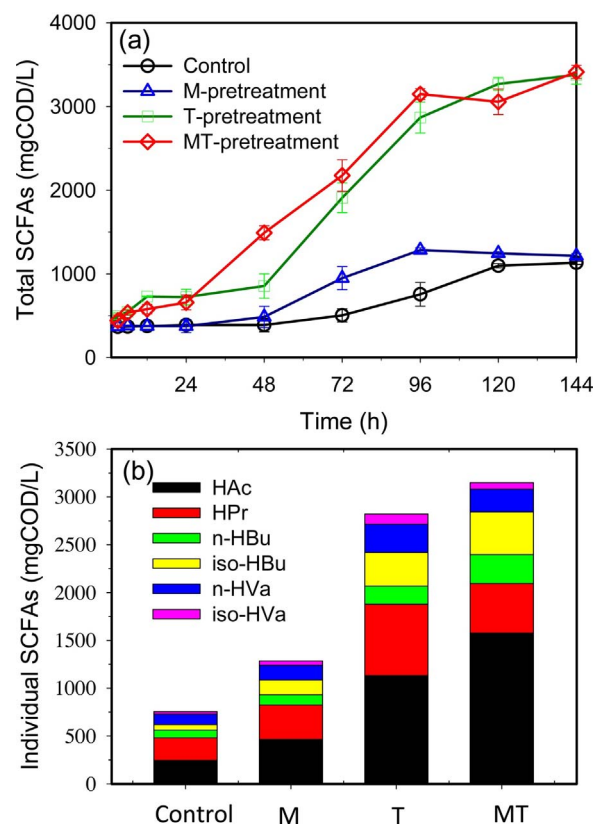 (a)
Control
M-pretreatment
T-pretreatment
MT-pretreatment
Total SCFAs (mgCOD/L)
4000
3000
2000
1000
0
24 48 72 96 120 144
Time (h)
(b)
HAc
HPr
n-HBu
iso-HBu
n-HVa
iso-HVa
Individual SCFAs (mgCOD/L)
3500
3000
2500
2000
1500
1000
500
0
Control M T MT